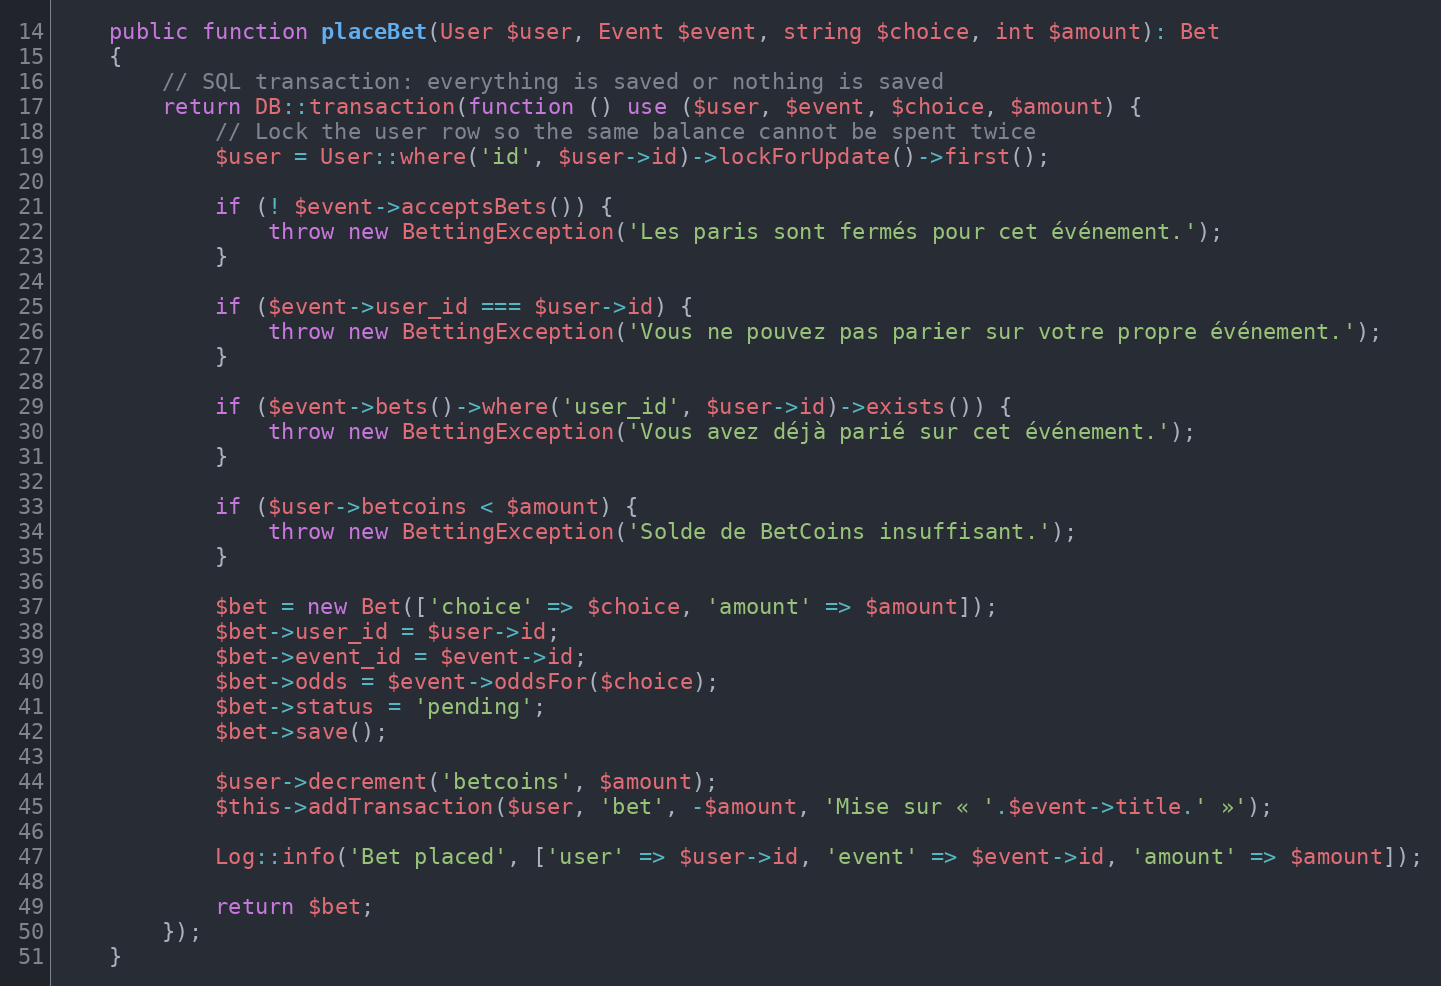 14 public function placeBet(User $user, Event $event, string $choice, int $amount): Bet
15 {
16 // SQL transaction: everything is saved or nothing is saved
17 return DB::transaction(function () use ($user, $event, $choice, $amount) {
18 // Lock the user row so the same balance cannot be spent twice
19 $user = User::where('id', $user->id)->lockForUpdate()->first();
20
21 if (! $event->acceptsBets()) {
22 throw new BettingException('Les paris sont fermés pour cet événement.');
23 }
24
25 if ($event->user_id === $user->id) {
26 throw new BettingException('Vous ne pouvez pas parier sur votre propre événement.');
27 }
28
29 if ($event->bets()->where('user_id', $user->id)->exists()) {
30 throw new BettingException('Vous avez déjà parié sur cet événement.');
31 }
32
33 if ($user->betcoins < $amount) {
34 throw new BettingException('Solde de BetCoins insuffisant.');
35 }
36
37 $bet = new Bet(['choice' => $choice, 'amount' => $amount]);
38 $bet->user_id = $user->id;
39 $bet->event_id = $event->id;
40 $bet->odds = $event->oddsFor($choice);
41 $bet->status = 'pending';
42 $bet->save();
43
44 $user->decrement('betcoins', $amount);
45 $this->addTransaction($user, 'bet', -$amount, 'Mise sur « '.$event->title.' »');
46
47 Log::info('Bet placed', ['user' => $user->id, 'event' => $event->id, 'amount' => $amount]);
48
49 return $bet;
50 });
51 }